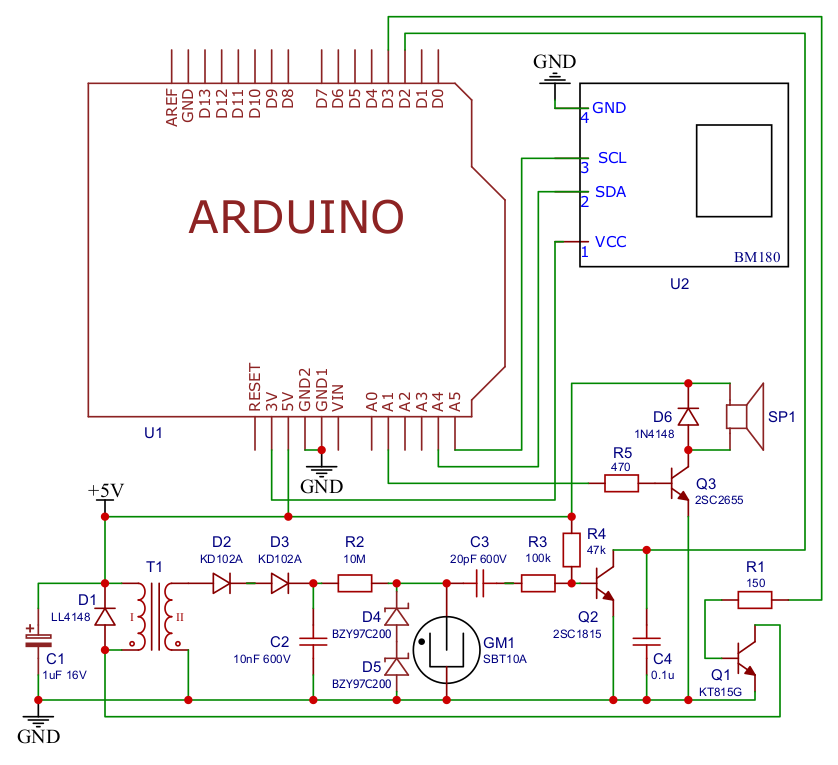 GND
AREF
GND
D13
D12
D11
D10
D9
D8
D7
D6
D5
D4
D3
D2
D1
D0
ARDUINO
GND
4
SCL
3
SDA
2
VCC
1
BM180
U2
RESET
3V
5V
GND2
GND1
VIN
A0
A1
A2
A3
A4
A5
U1
GND
D6
1N4148
SP1
R5
470
Q3
2SC2655
+5V
D2
KD102A
D3
KD102A
R2
10M
C3
20pF 600V
R3
100k
R4
47k
T1
I
II
D1
LL4148
+
C1
1uF 16V
C2
10nF 600V
D4
BZY97C200
D5
BZY97C200
GM1
SBT10A
Q2
2SC1815
C4
0.1u
R1
150
Q1
KT815G
GND